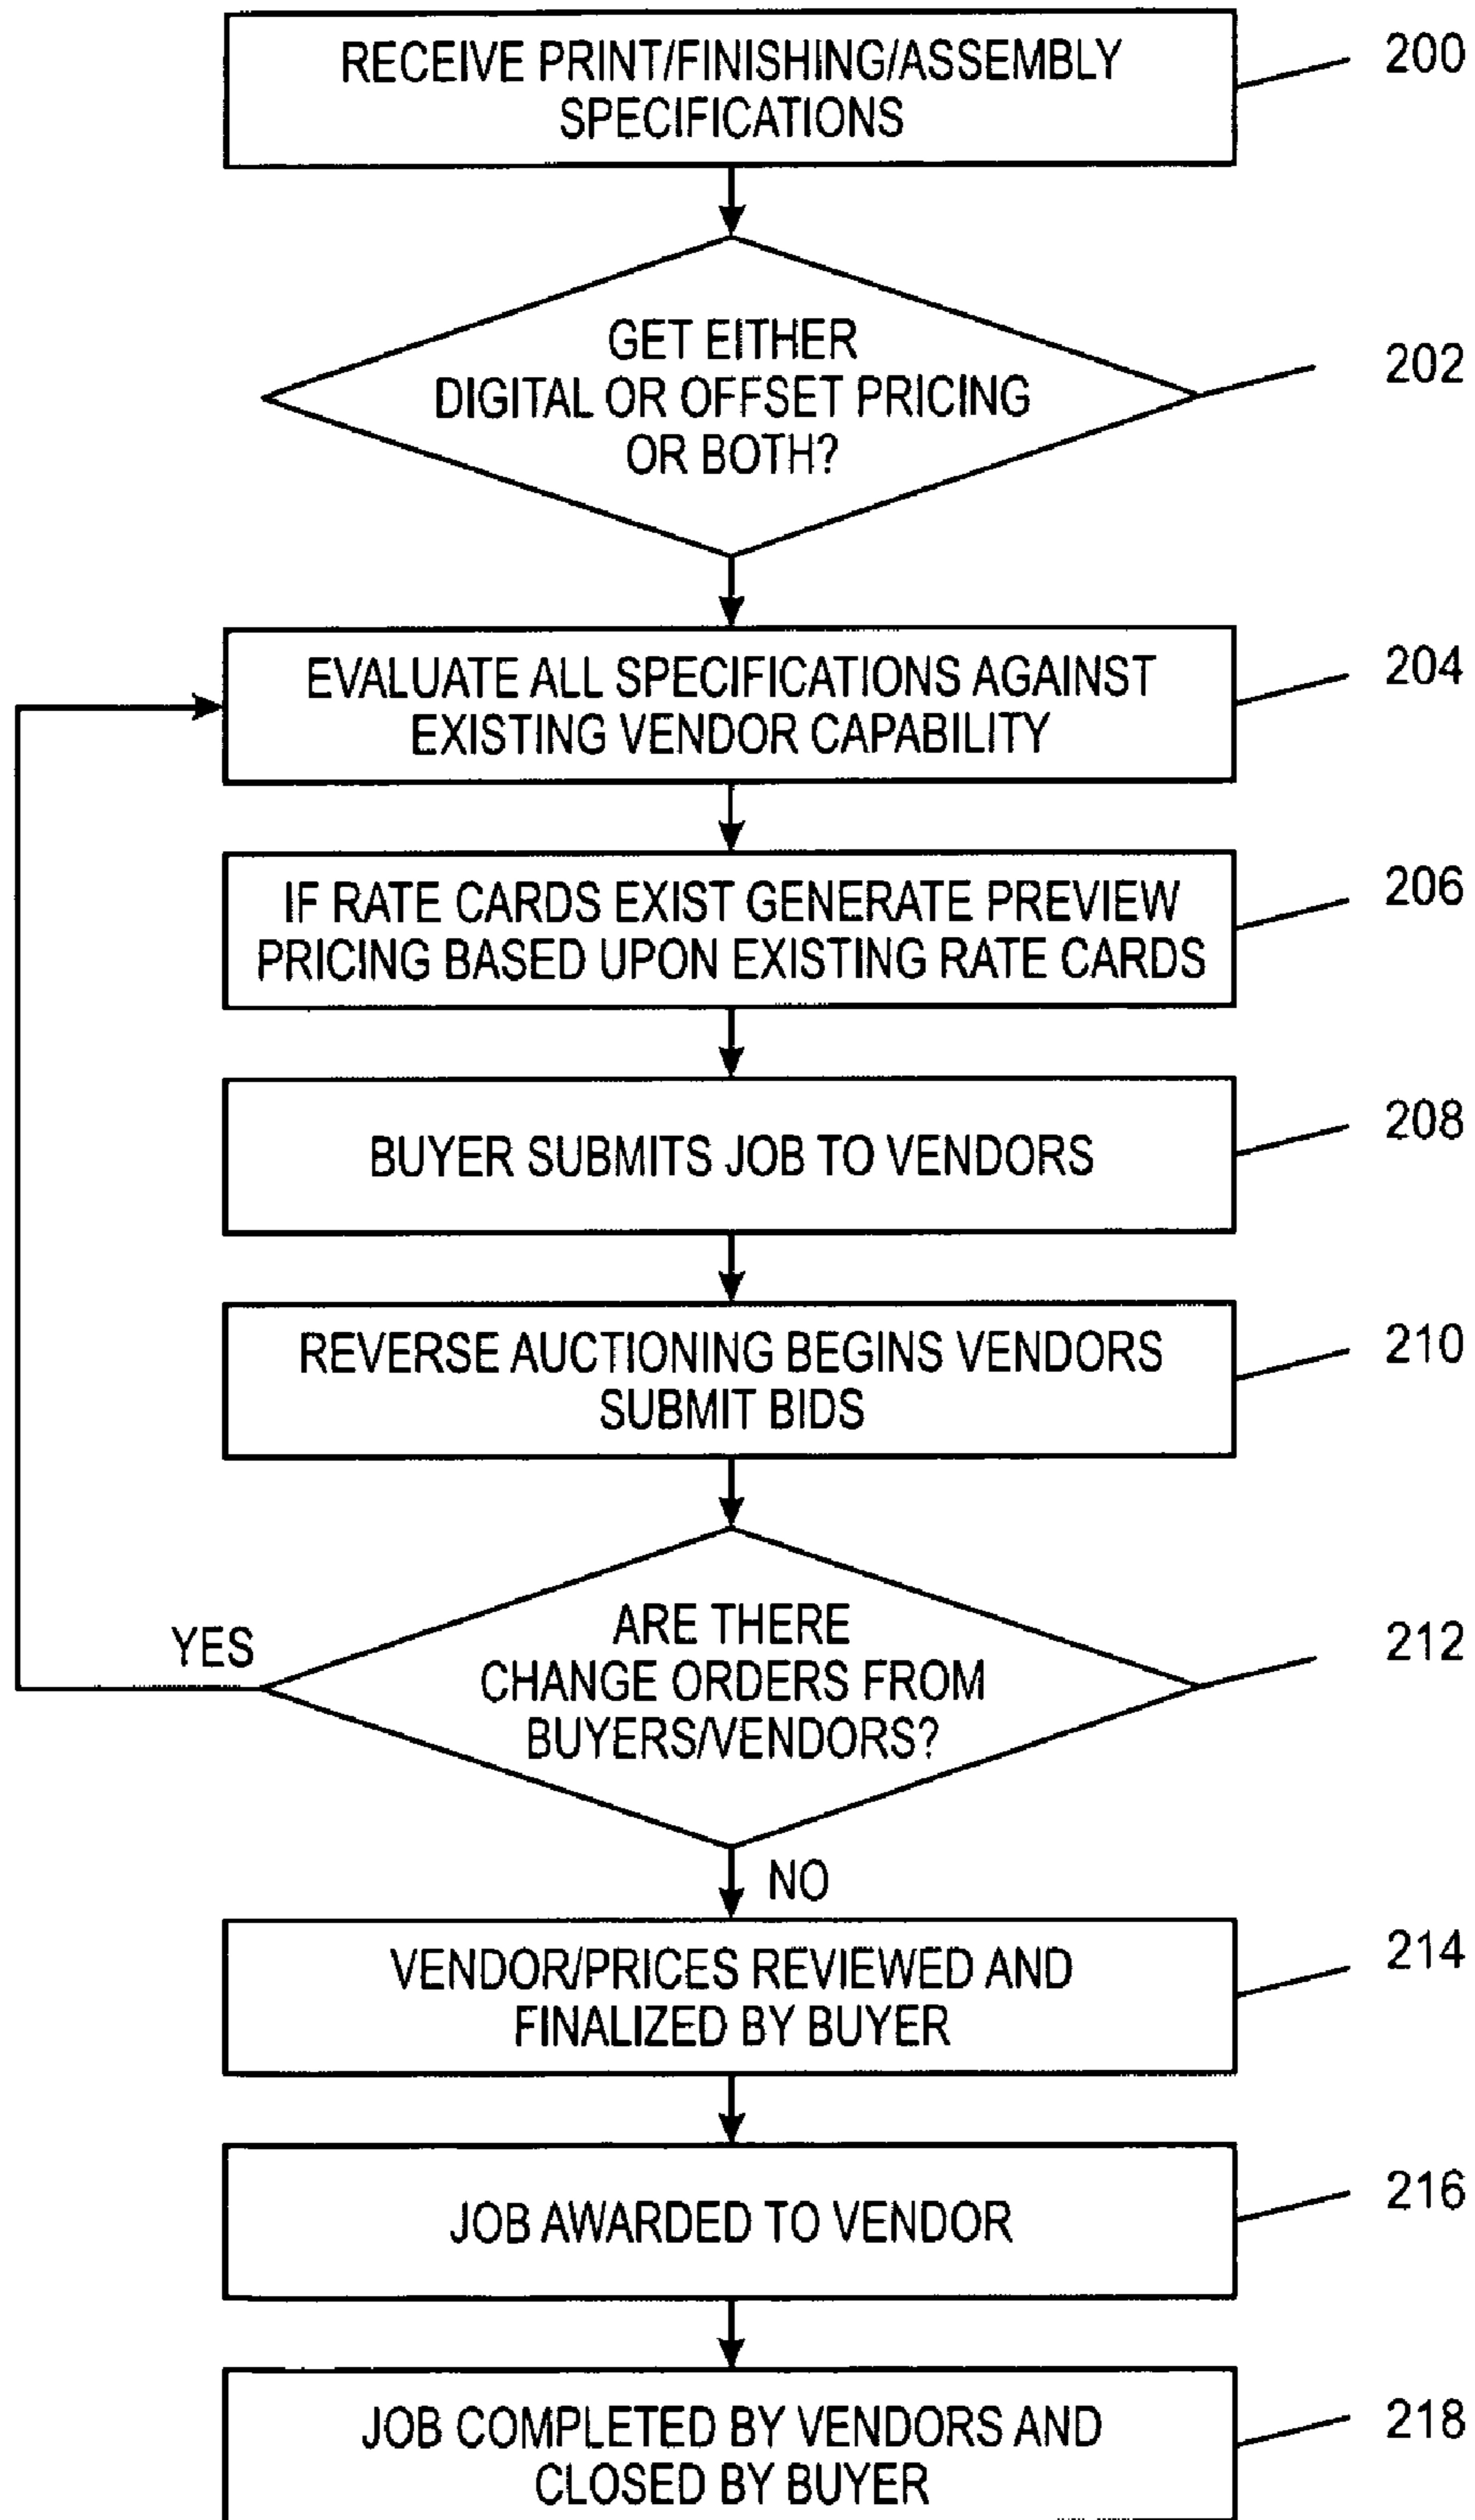 RECEIVE PRINT/FINISHING/ASSEMBLY
SPECIFICATIONS
200
GET EITHER
DIGITAL OR OFFSET PRICING
OR BOTH?
202
EVALUATE ALL SPECIFICATIONS AGAINST
EXISTING VENDOR CAPABILITY
204
IF RATE CARDS EXIST GENERATE PREVIEW
PRICING BASED UPON EXISTING RATE CARDS
206
BUYER SUBMITS JOB TO VENDORS
208
REVERSE AUCTIONING BEGINS VENDORS
SUBMIT BIDS
210
YES
ARE THERE
CHANGE ORDERS FROM
BUYERS/VENDORS?
212
NO
VENDOR/PRICES REVIEWED AND
FINALIZED BY BUYER
214
JOB AWARDED TO VENDOR
216
JOB COMPLETED BY VENDORS AND
CLOSED BY BUYER
218